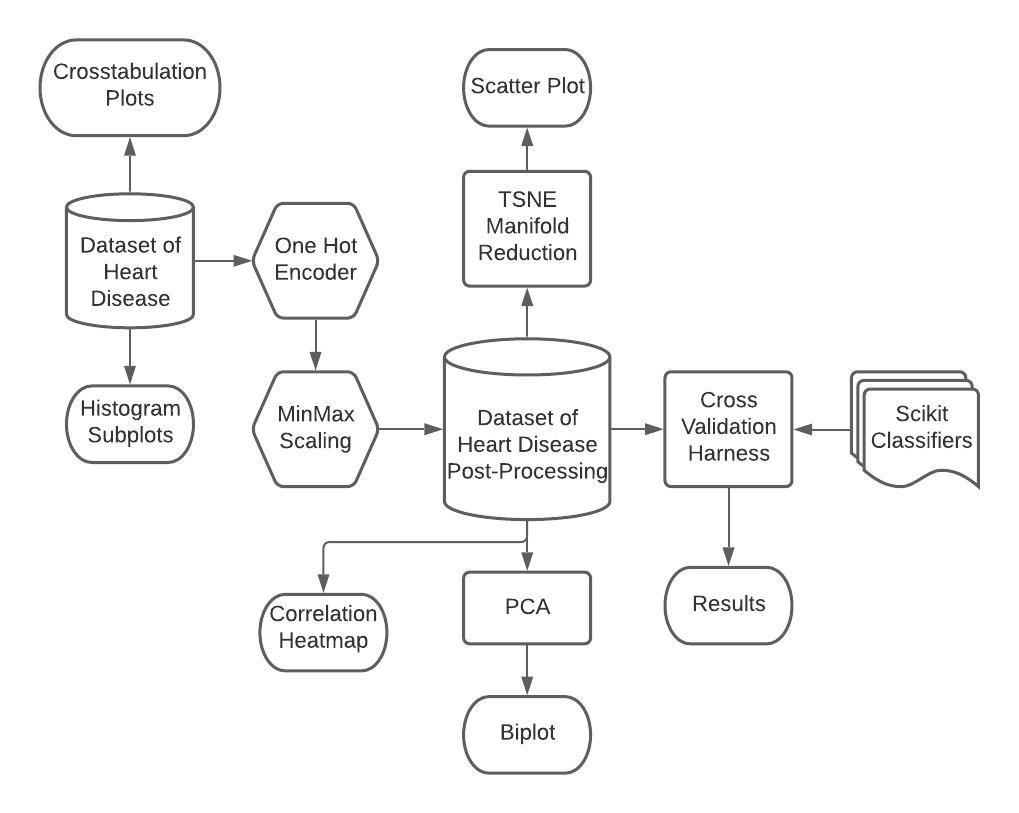 Crosstabulation
Plots
Scatter Plot
TSNE
Manifold
Reduction
Dataset of
Heart
Disease
One Hot
Encoder
Histogram
Subplots
MinMax
Scaling
Dataset of
Heart Disease
Post-Processing
Cross
Validation
Harness
Scikit
Classifiers
Correlation
Heatmap
PCA
Results
Biplot